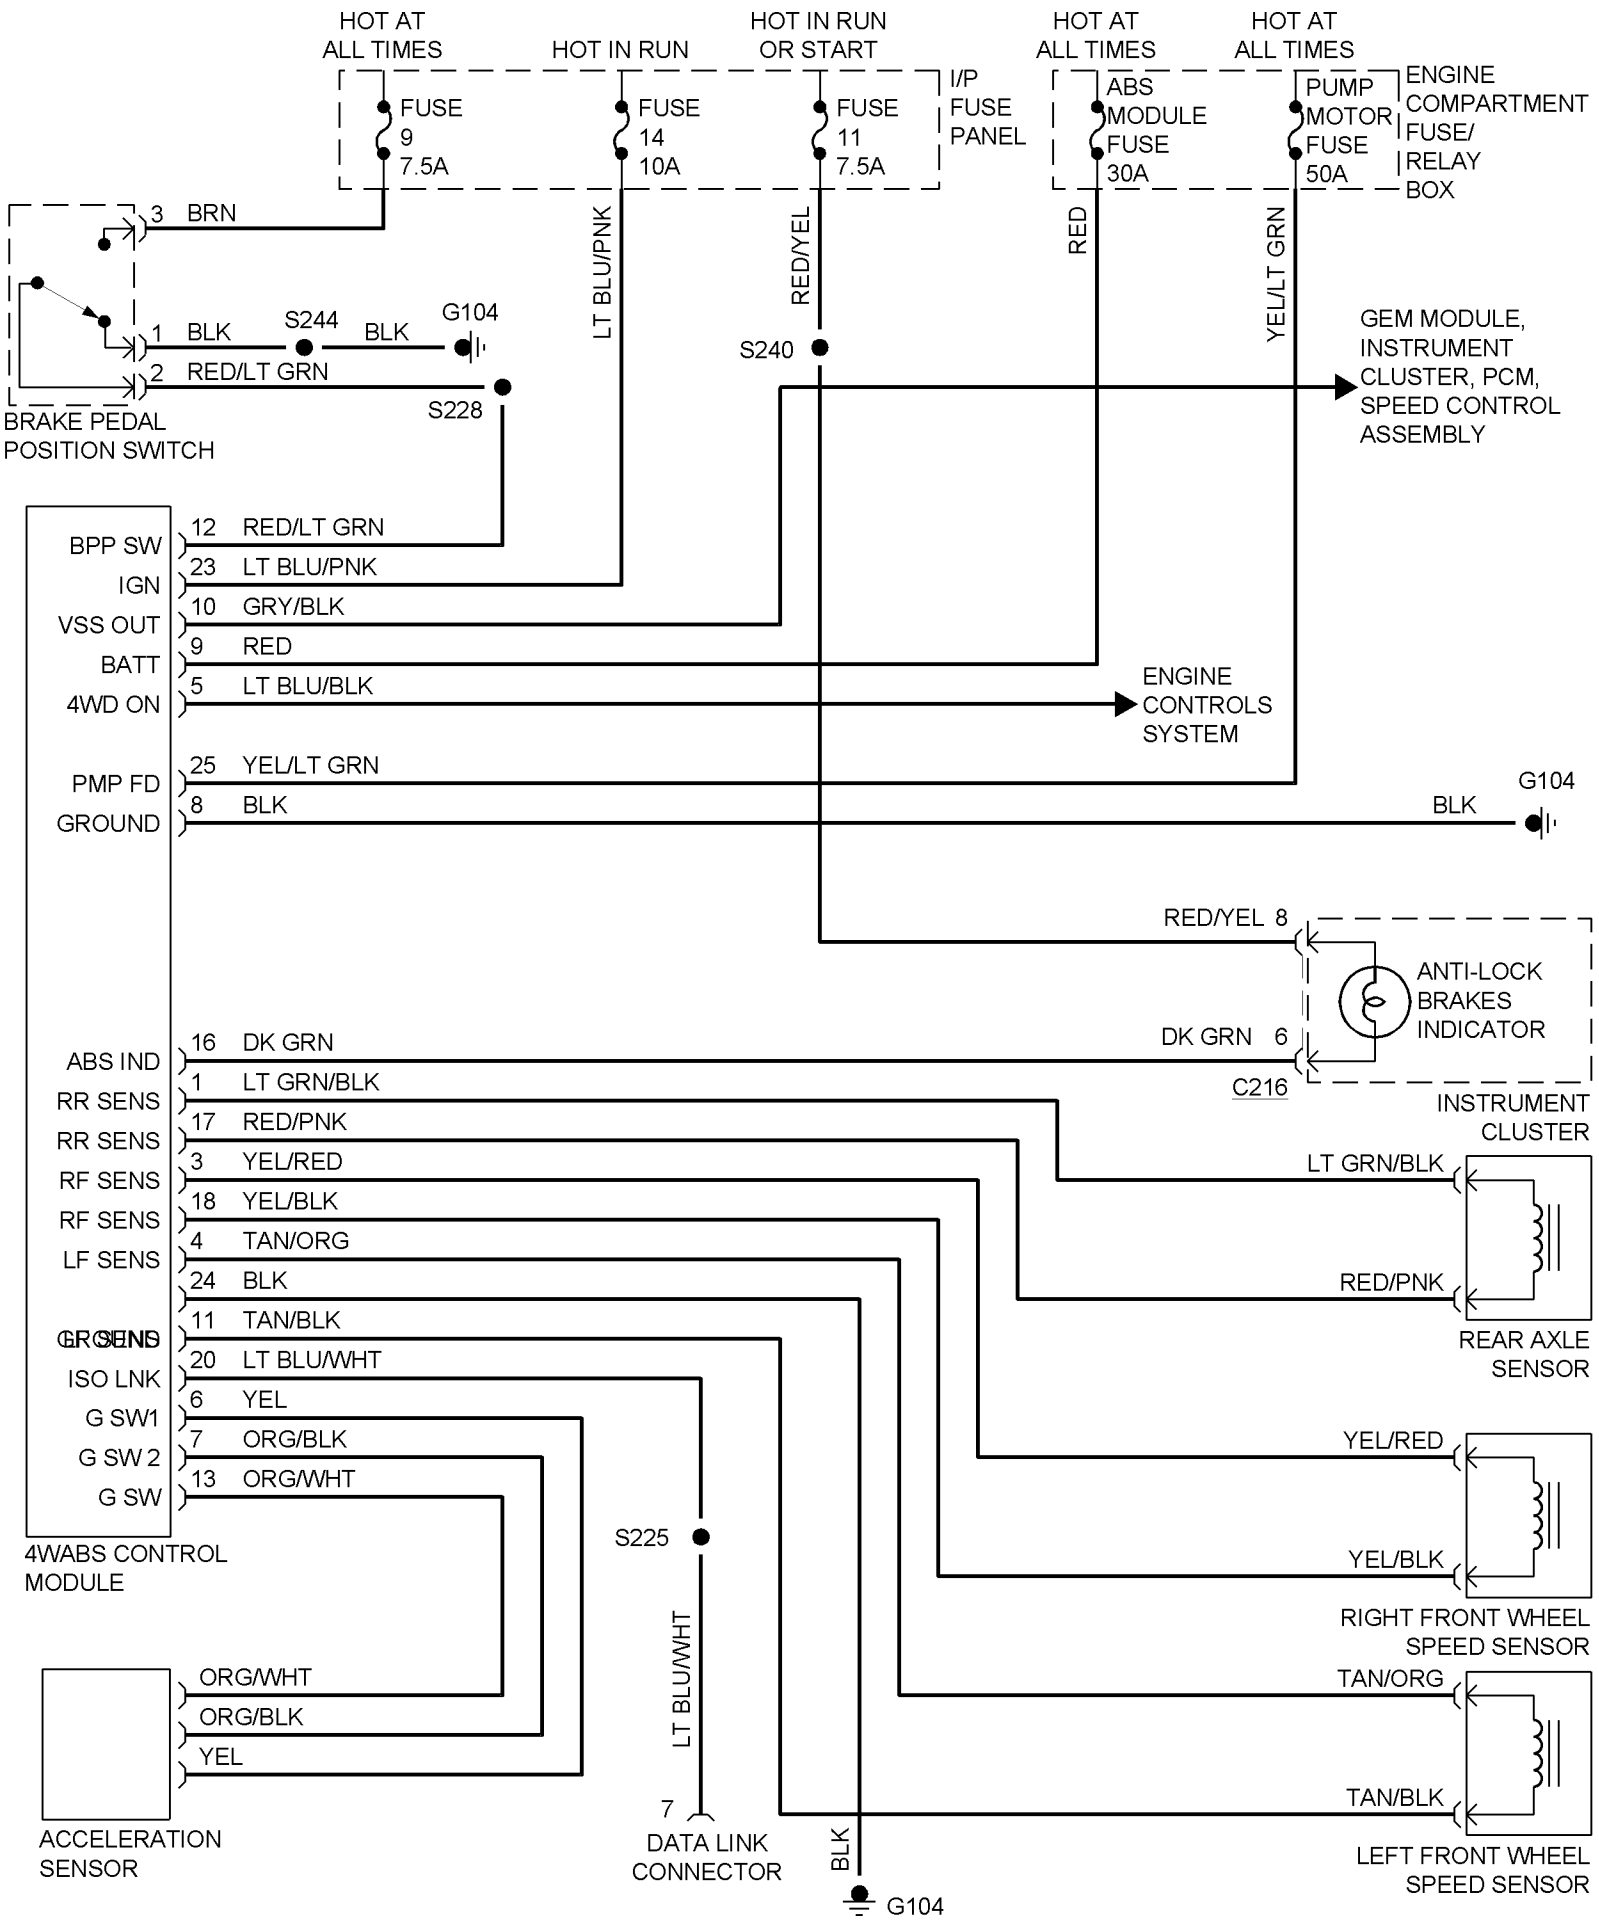 HOT AT
ALL TIMES
HOT IN RUN
HOT IN RUN
OR START
HOT AT
ALL TIMES
HOT AT
ALL TIMES
FUSE
9
7.5A
FUSE
14
10A
FUSE
11
7.5A
I/P
FUSE
PANEL
ABS
MODULE
FUSE
30A
PUMP
MOTOR
FUSE
50A
ENGINE
COMPARTMENT
FUSE/
RELAY
BOX
3 BRN
LT BLU/PNK
RED/YEL
RED
YEL/LT GRN
1 BLK
S244
BLK
G104
2 RED/LT GRN
S228
S240
GEM MODULE,
INSTRUMENT
CLUSTER, PCM,
SPEED CONTROL
ASSEMBLY
BRAKE PEDAL
POSITION SWITCH
BPP SW 12 RED/LT GRN
IGN 23 LT BLU/PNK
VSS OUT 10 GRY/BLK
BATT 9 RED
4WD ON 5 LT BLU/BLK
ENGINE
CONTROLS
SYSTEM
PMP FD 25 YEL/LT GRN
GROUND 8 BLK
BLK
G104
RED/YEL 8
ANTI-LOCK
BRAKES
INDICATOR
DK GRN 6
C216
INSTRUMENT
CLUSTER
ABS IND 16 DK GRN
RR SENS 1 LT GRN/BLK
RR SENS 17 RED/PNK
RF SENS 3 YEL/RED
RF SENS 18 YEL/BLK
LF SENS 4 TAN/ORG
24 BLK
GROUND
LF SENS
11 TAN/BLK
ISO LNK 20 LT BLU/WHT
G SW1 6 YEL
G SW 2 7 ORG/BLK
G SW 13 ORG/WHT
4WABS CONTROL
MODULE
LT GRN/BLK
RED/PNK
REAR AXLE
SENSOR
YEL/RED
YEL/BLK
RIGHT FRONT WHEEL
SPEED SENSOR
S225
LT BLU/WHT
ORG/WHT
ORG/BLK
YEL
ACCELERATION
SENSOR
7
DATA LINK
CONNECTOR
BLK
G104
TAN/ORG
TAN/BLK
LEFT FRONT WHEEL
SPEED SENSOR